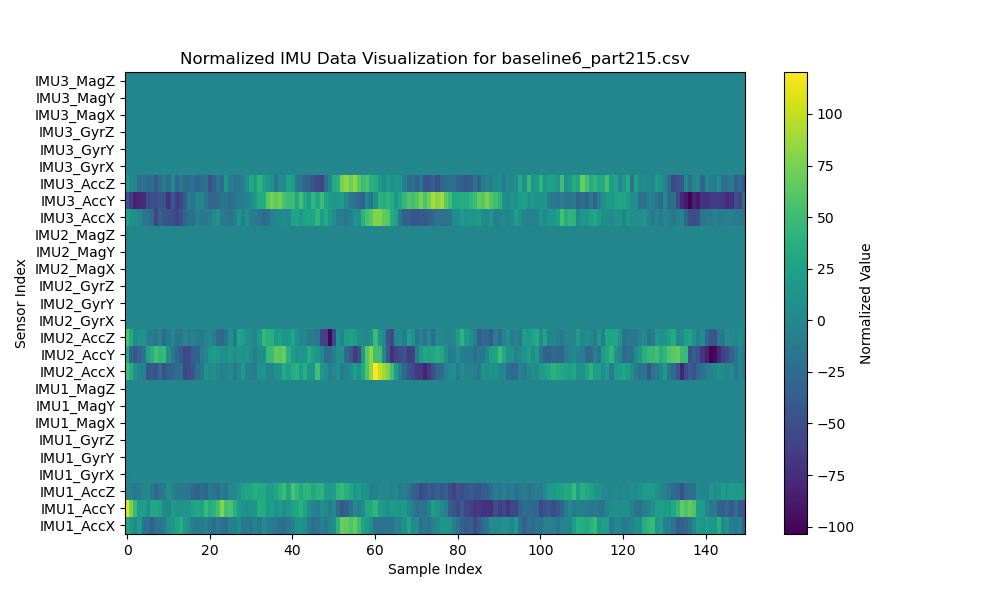 Normalized IMU Data Visualization for baseline6_part215.csv
Sensor Index
IMU3_MagZ
IMU3_MagY
IMU3_MagX
IMU3_GyrZ
IMU3_GyrY
IMU3_GyrX
IMU3_AccZ
IMU3_AccY
IMU3_AccX
IMU2_MagZ
IMU2_MagY
IMU2_MagX
IMU2_GyrZ
IMU2_GyrY
IMU2_GyrX
IMU2_AccZ
IMU2_AccY
IMU2_AccX
IMU1_MagZ
IMU1_MagY
IMU1_MagX
IMU1_GyrZ
IMU1_GyrY
IMU1_GyrX
IMU1_AccZ
IMU1_AccY
IMU1_AccX
0 20 40 60 80 100 120 140
Sample Index
100
75
50
25
0
−25
−50
−75
−100
Normalized Value